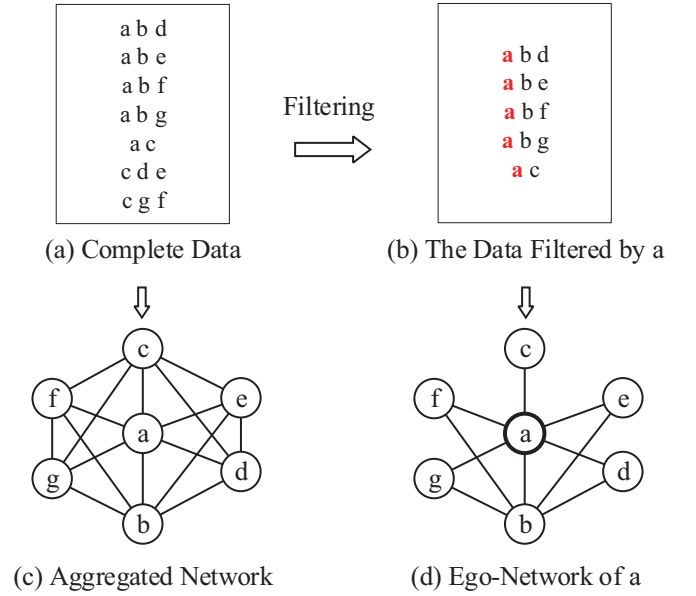 a b d
a b e
a b f
a b g
a c
c d e
c g f
Filtering
a b d
a b e
a b f
a b g
a c
(a) Complete Data
(b) The Data Filtered by a
c
f
e
a
g
d
b
c
f
e
a
g
d
b
(c) Aggregated Network
(d) Ego-Network of a